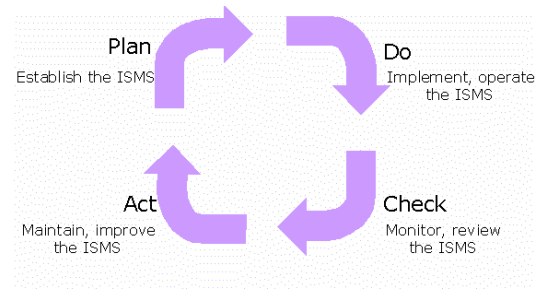 Plan
Establish the ISMS
Do
Implement, operate
the ISMS
Act
Maintain, improve
the ISMS
Check
Monitor, review
the ISMS